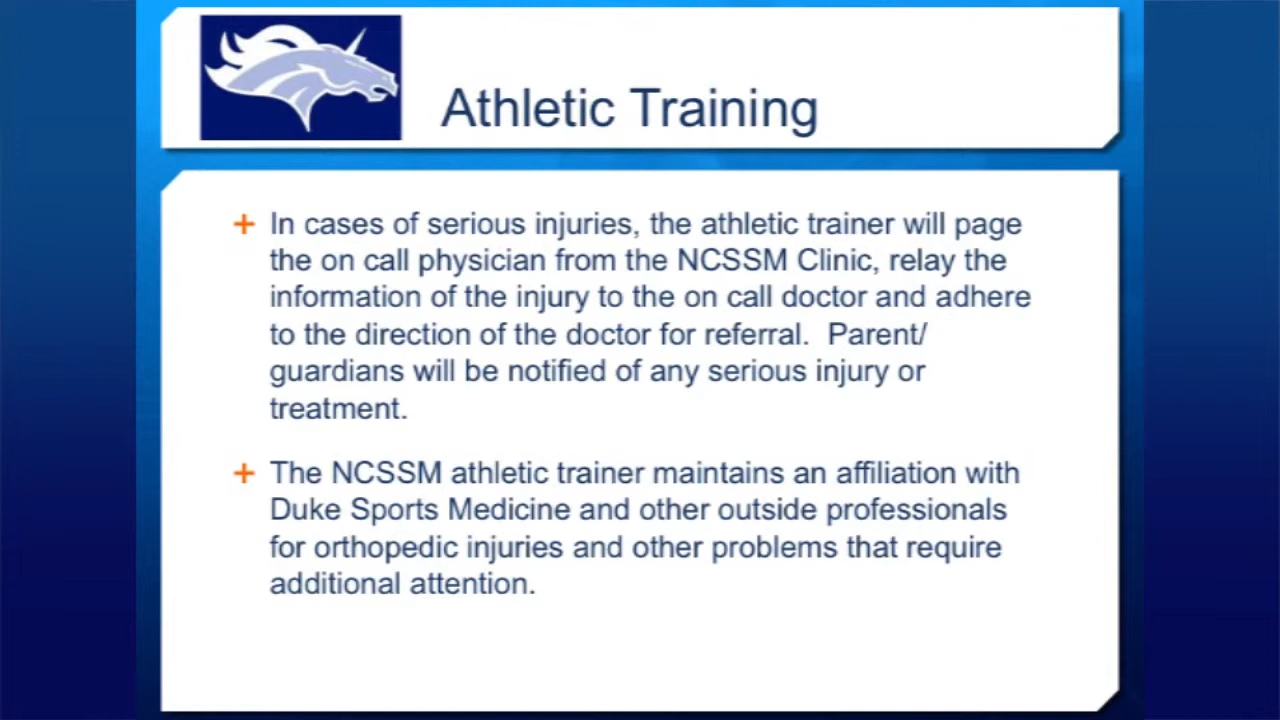 Athletic Training
+ In cases of serious injuries, the athletic trainer will page
the on call physician from the NCSSM Clinic, relay the
information of the injury to the on call doctor and adhere
to the direction of the doctor for referral.  Parent/
guardians will be notified of any serious injury or
treatment.
+ The NCSSM athletic trainer maintains an affiliation with
Duke Sports Medicine and other outside professionals
for orthopedic injuries and other problems that require
additional attention.